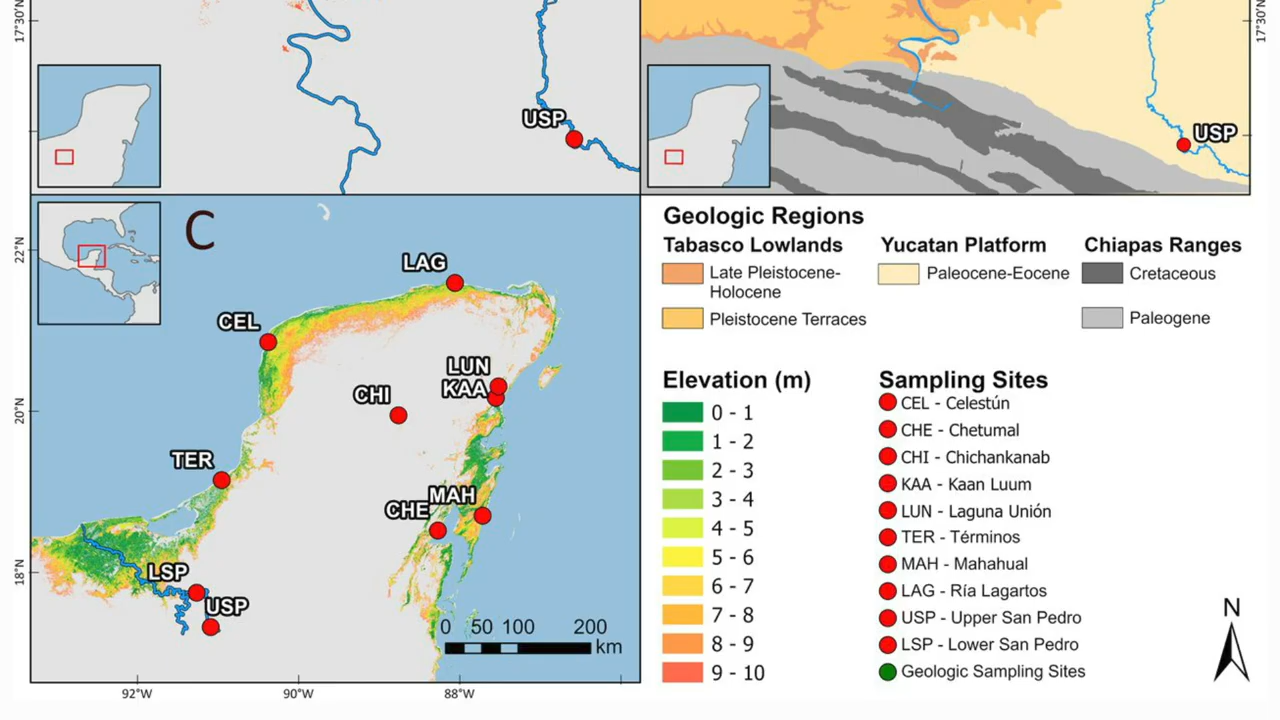 17°30'N
17°30'N
USP
USP
C
22°N
20°N
18°N
LAG
CEL
LUN
KAA
CHI
TER
MAH
CHE
LSP
USP
0 50 100 200
km
92°W 90°W 88°W
Geologic Regions
Tabasco Lowlands
Late Pleistocene-
Holocene
Pleistocene Terraces
Yucatan Platform
Paleocene-Eocene
Chiapas Ranges
Cretaceous
Paleogene
Elevation (m)
0 - 1
1 - 2
2 - 3
3 - 4
4 - 5
5 - 6
6 - 7
7 - 8
8 - 9
9 - 10
Sampling Sites
CEL - Celestún
CHE - Chetumal
CHI - Chichankanab
KAA - Kaan Luum
LUN - Laguna Unión
TER - Términos
MAH - Mahahual
LAG - Ría Lagartos
USP - Upper San Pedro
LSP - Lower San Pedro
Geologic Sampling Sites
N